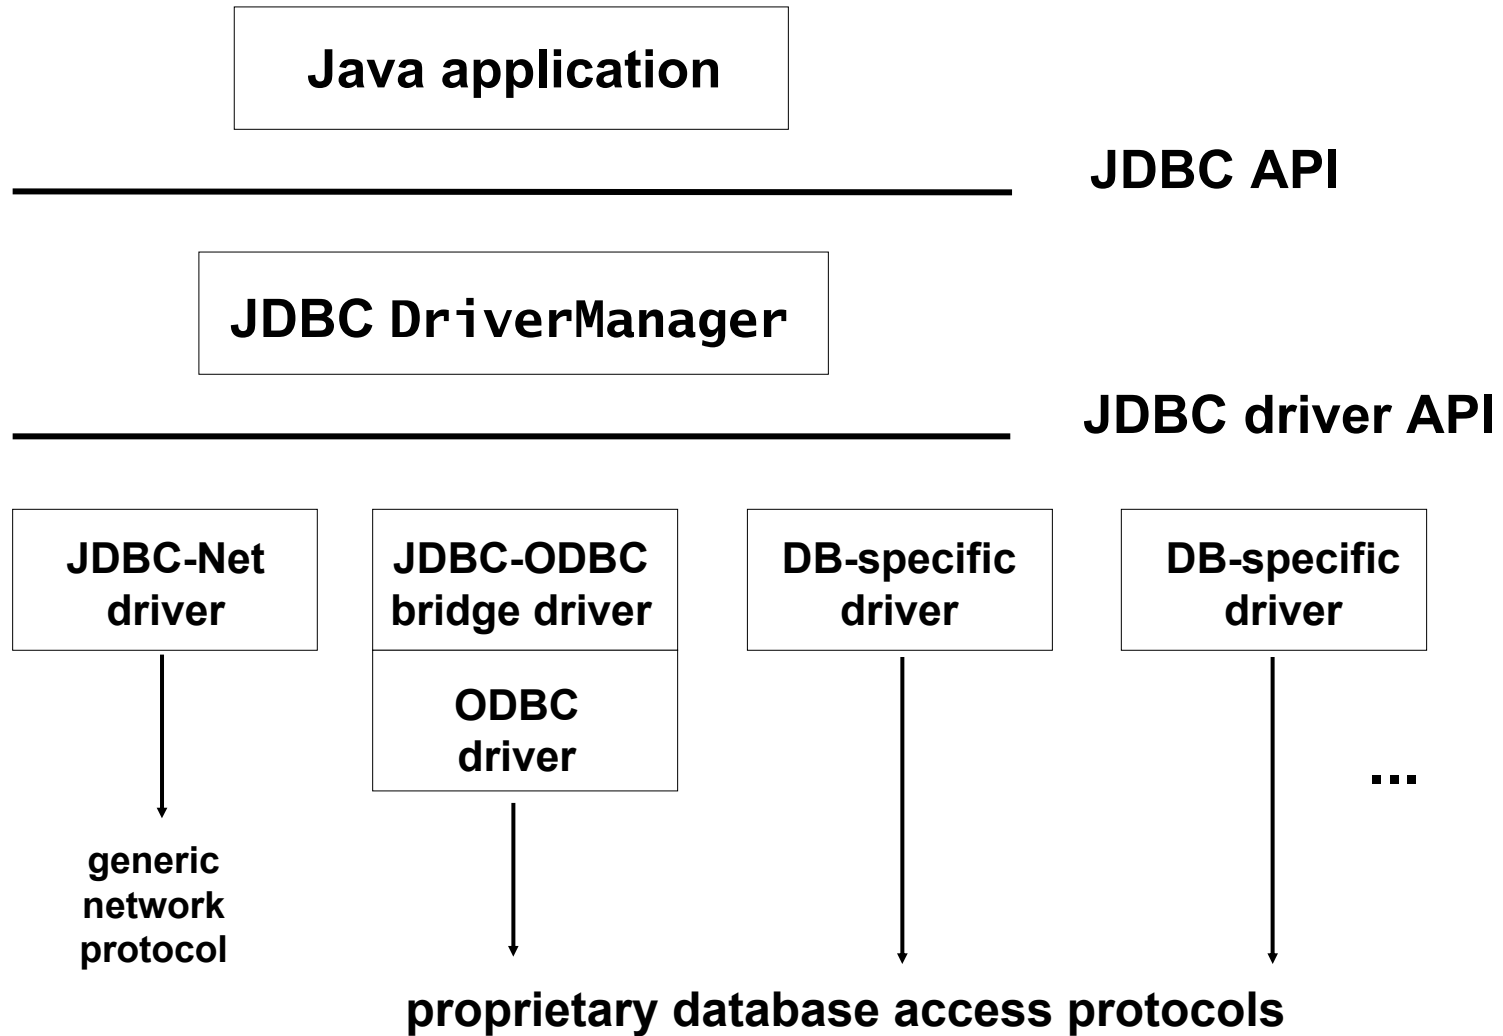 Java application
JDBC API
JDBC DriverManager
JDBC driver API
JDBC-Net
driver
JDBC-ODBC
bridge driver
ODBC
driver
DB-specific
driver
DB-specific
driver
...
generic
network
protocol
proprietary database access protocols